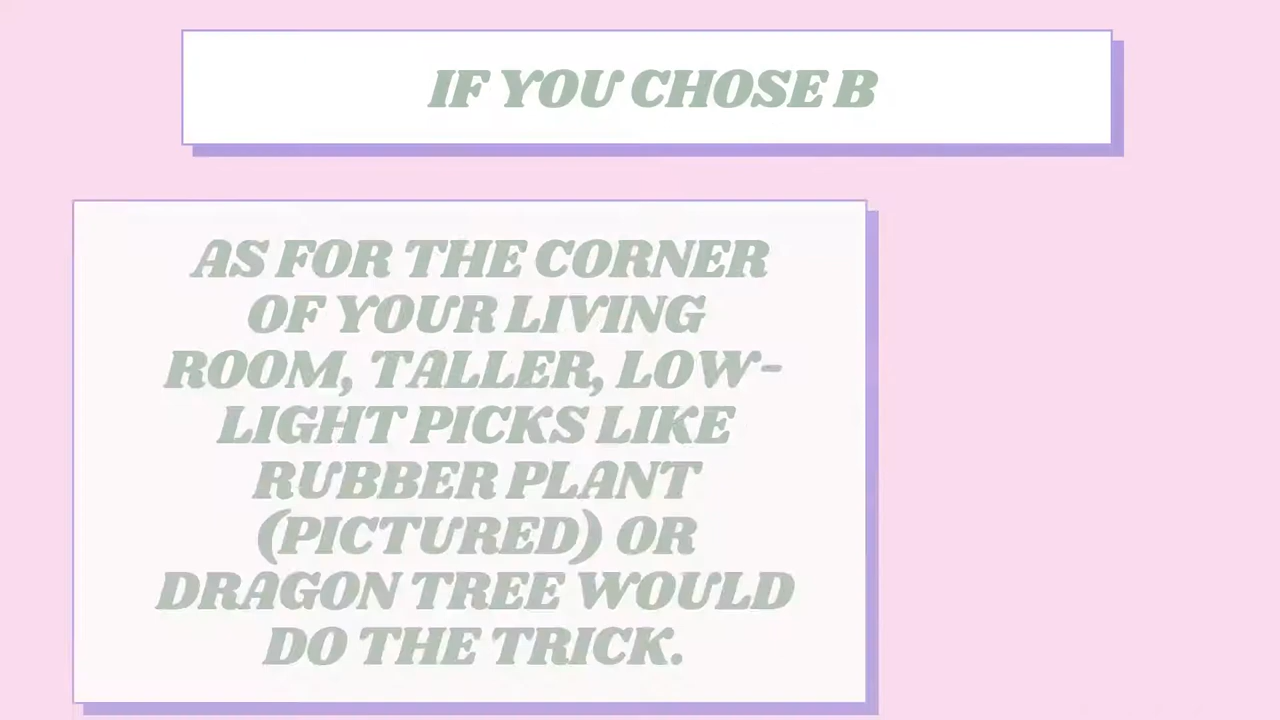 IF YOU CHOSE B
AS FOR THE CORNER
OF YOUR LIVING
ROOM, TALLER, LOW-
LIGHT PICKS LIKE
RUBBER PLANT
(PICTURED) OR
DRAGON TREE WOULD
DO THE TRICK.